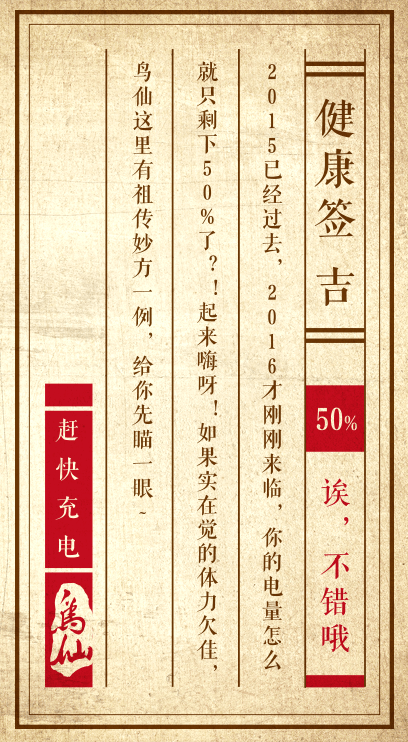 健康签 吉
50%
诶，不错哦
2015已经过去，2016才刚刚来临，你的电量怎么
就只剩下50%了？！起来嗨呀！如果实在觉的体力欠佳，
鸟仙这里有祖传妙方一例，给你先瞄一眼~
赶快充电
鸟仙